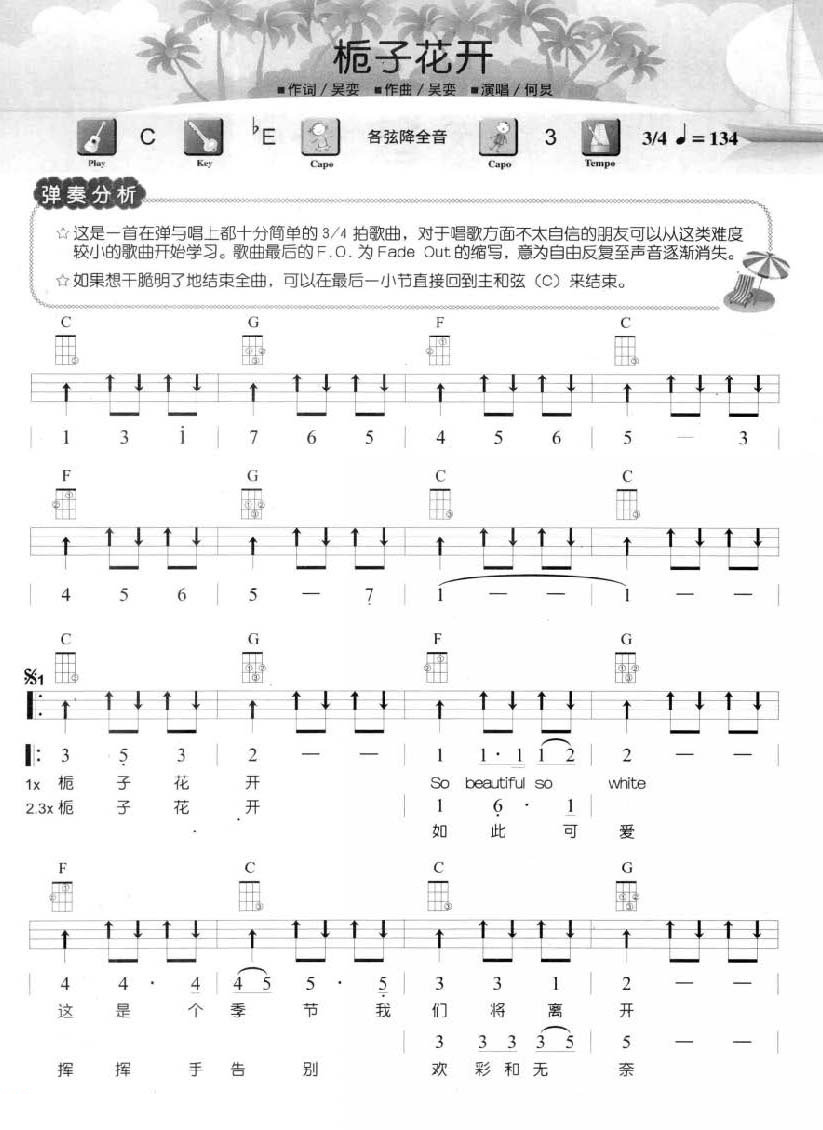 栀子花开
■作词/吴娈 ■作曲/吴娈 ■演唱/何炅
Play C Key ♭E Capo 各弦降全音 Capo 3 Tempo 3/4 ♩=134
弹奏分析
☆这是一首在弹与唱上都十分简单的3/4拍歌曲，对于唱歌方面不太自信的朋友可以从这类难度
较小的歌曲开始学习。歌曲最后的F.O.为Fade Out的缩写，意为自由反复至声音逐渐消失。
☆如果想干脆明了地结束全曲，可以在最后一小节直接回到主和弦（C）来结束。
C G F C
| 1 3 i | 7 6 5 | 4 5 6 | 5 — 3
F G C C
| 4 5 6 | 5 — 7̣ | 1 — — | 1 — — |
C G F G
𝄋1
|: 3 5 3 | 2 — — | 1 1· 1 1 2 | 2 — — |
1x 栀 子 花 开 So beautiful so white
2.3x 栀 子 花 开 | 1 6̣ · 1 |
如 此 可 爱
F C C G
| 4 4 · 4 | 4 5 5 · 5̣ | 3 3 1 | 2 — — |
这 是 个 季 节 我 们 将 离 开
| 3 3 3 3 5 | 5 — — |
挥 挥 手 告 别 欢 彩 和 无 奈